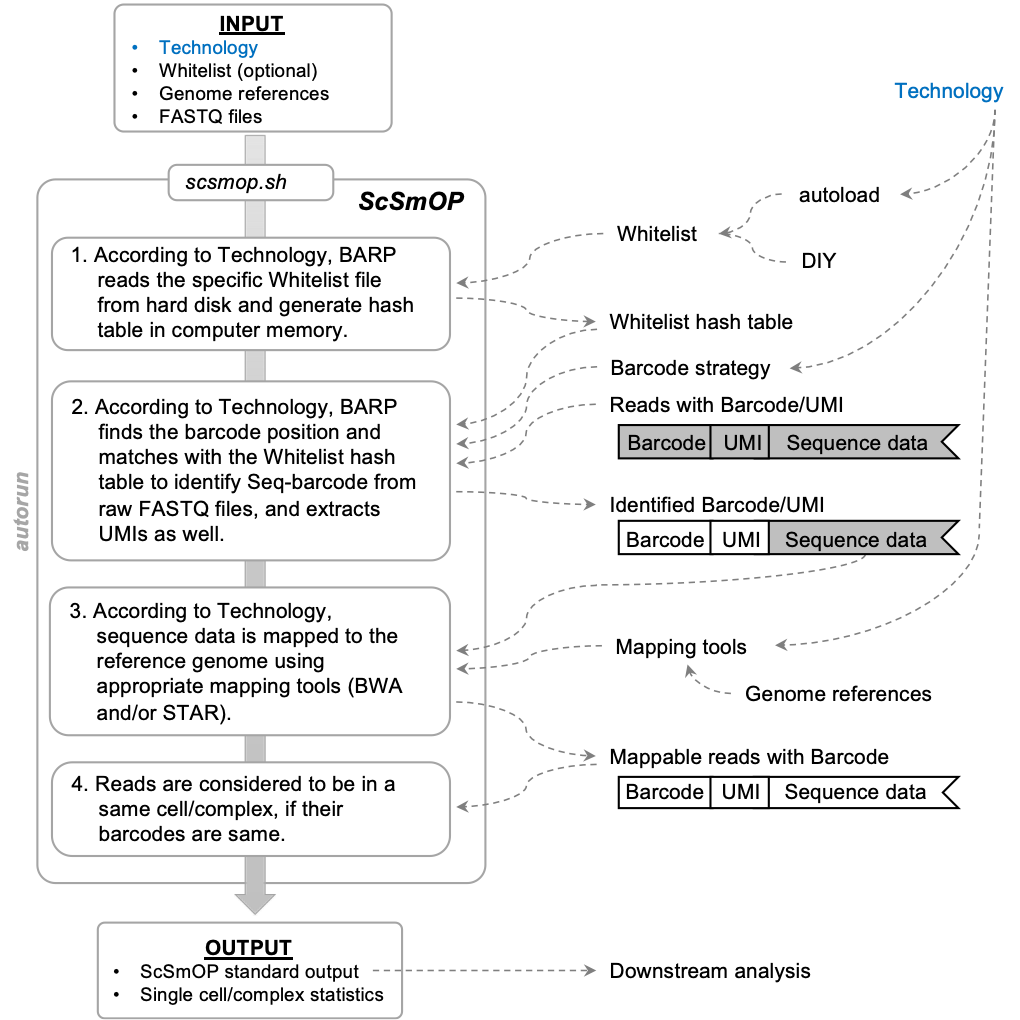 INPUT
• Technology
• Whitelist (optional)
• Genome references
• FASTQ files
scsmop.sh
ScSmOP
autorun
1. According to Technology, BARP
reads the specific Whitelist file
from hard disk and generate hash
table in computer memory.
2. According to Technology, BARP
finds the barcode position and
matches with the Whitelist hash
table to identify Seq-barcode from
raw FASTQ files, and extracts
UMIs as well.
3. According to Technology,
sequence data is mapped to the
reference genome using
appropriate mapping tools (BWA
and/or STAR).
4. Reads are considered to be in a
same cell/complex, if their
barcodes are same.
OUTPUT
• ScSmOP standard output
• Single cell/complex statistics
Technology
autoload
Whitelist
DIY
Whitelist hash table
Barcode strategy
Reads with Barcode/UMI
Barcode UMI Sequence data
Identified Barcode/UMI
Barcode UMI Sequence data
Mapping tools
Genome references
Mappable reads with Barcode
Barcode UMI Sequence data
Downstream analysis